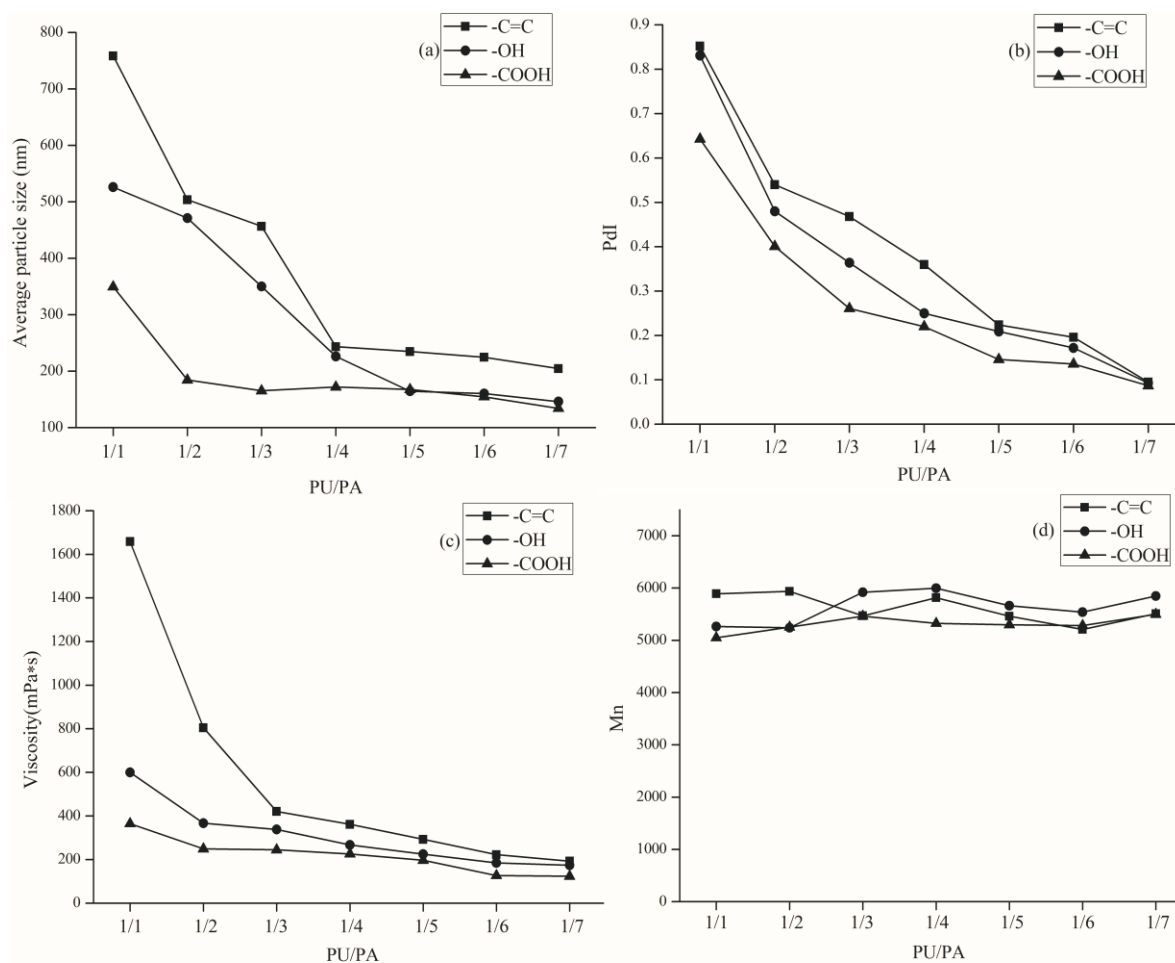 800
700
600
500
400
300
200
100
Average particle size (nm)
(a)
-C=C
-OH
-COOH
1/1 1/2 1/3 1/4 1/5 1/6 1/7
PU/PA
0.9
0.8
0.7
0.6
0.5
0.4
0.3
0.2
0.1
0.0
PdI
(b)
-C=C
-OH
-COOH
1/1 1/2 1/3 1/4 1/5 1/6 1/7
PU/PA
1800
1600
1400
1200
1000
800
600
400
200
0
Viscosity(mPa*s)
(c)
-C=C
-OH
-COOH
1/1 1/2 1/3 1/4 1/5 1/6 1/7
PU/PA
7000
6000
5000
4000
3000
2000
1000
0
Mn
(d)
-C=C
-OH
-COOH
1/1 1/2 1/3 1/4 1/5 1/6 1/7
PU/PA